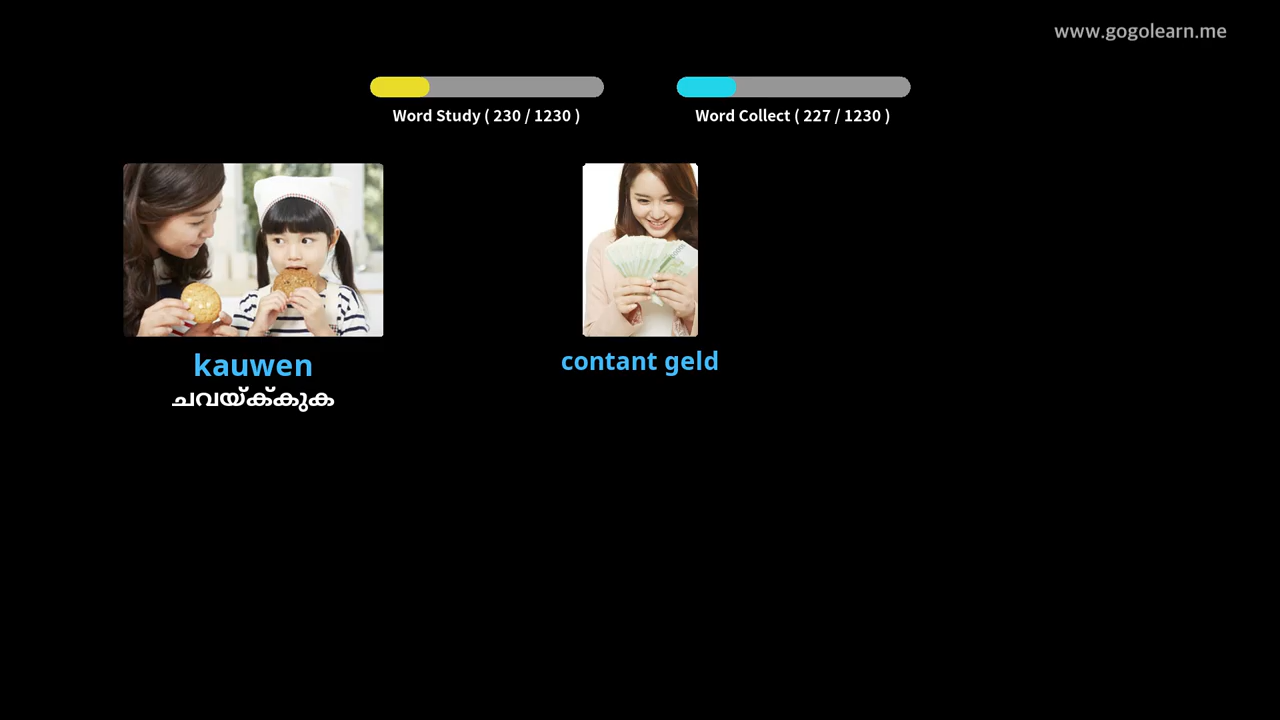 www.gogolearn.me
Word Study ( 230 / 1230 )
Word Collect ( 227 / 1230 )
kauwen
ചവയ്ക്കുക
contant geld